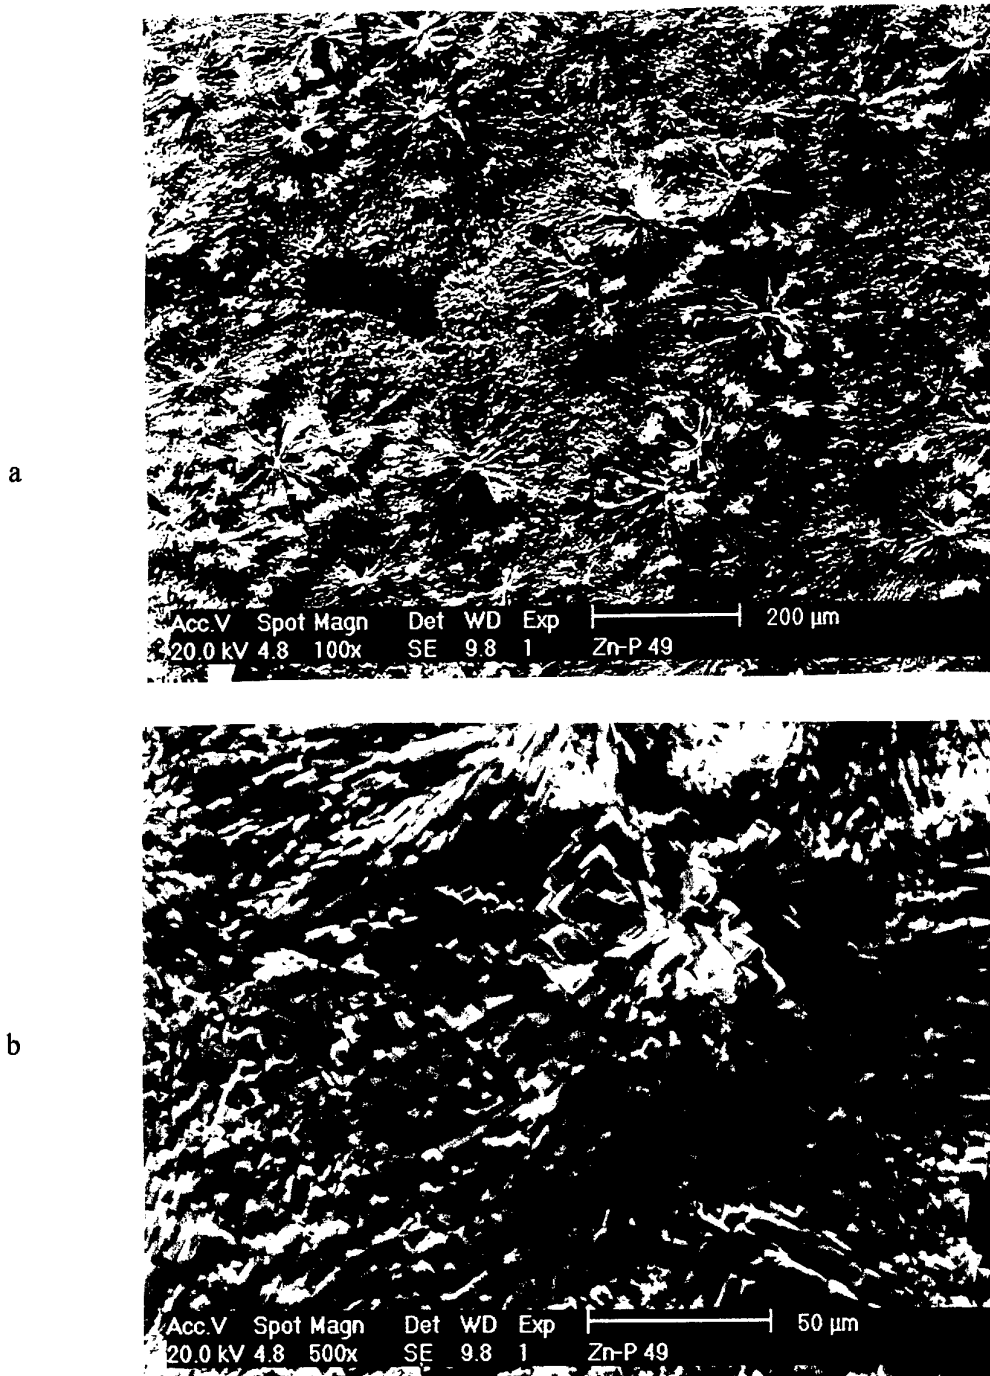 a
Acc.V Spot Magn Det WD Exp 200 µm
20.0 kV 4.8 100x SE 9.8 1 Zn-P 49
b
Acc.V Spot Magn Det WD Exp 50 µm
20.0 kV 4.8 500x SE 9.8 1 Zn-P 49